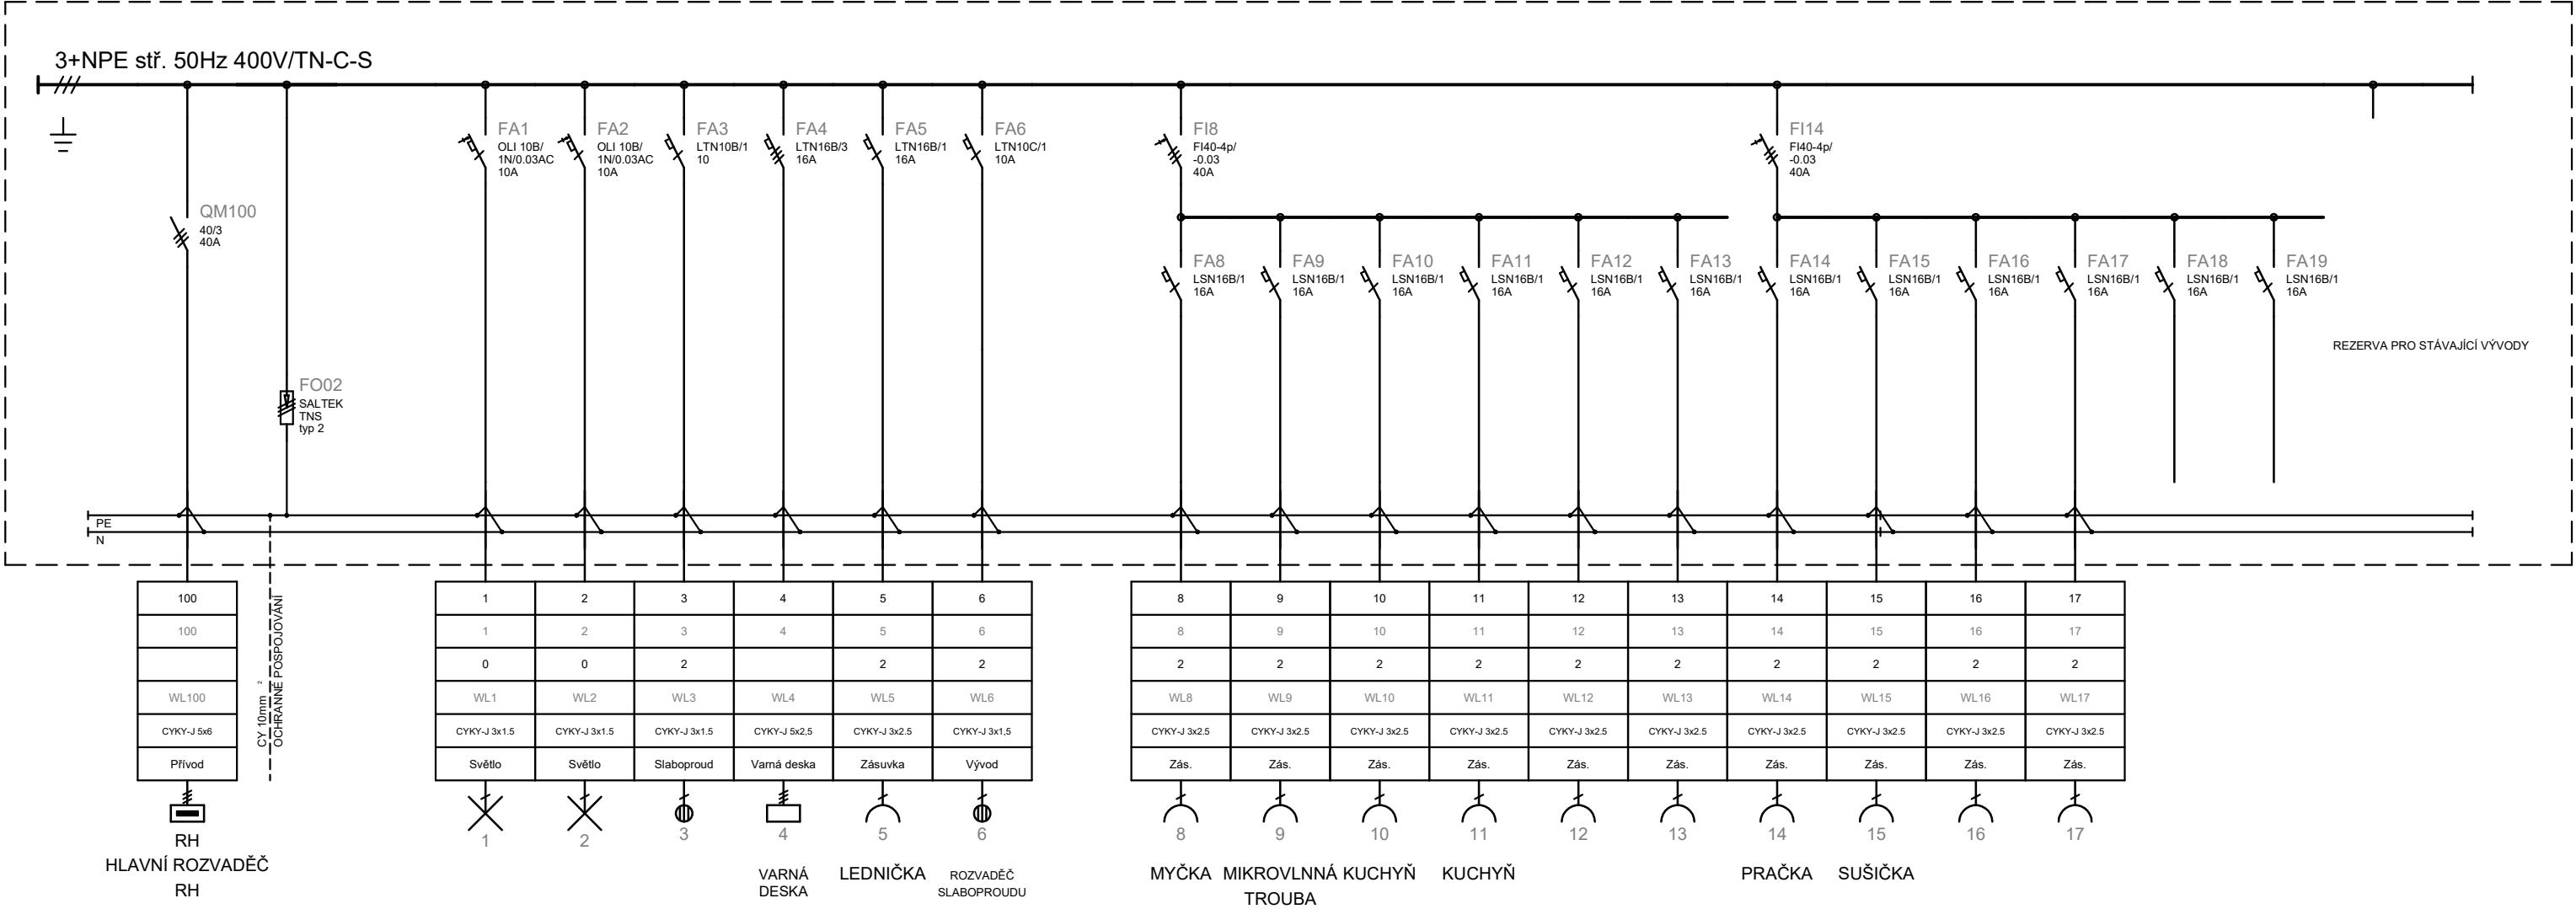 3+NPE stř. 50Hz 400V/TN-C-S
QM100
40/3
40A
FO02
SALTEK
TNS
typ 2
FA1
OLI 10B/
1N/0.03AC
10A
FA2
OLI 10B/
1N/0.03AC
10A
FA3
LTN10B/1
10
FA4
LTN16B/3
16A
FA5
LTN16B/1
16A
FA6
LTN10C/1
10A
FI8
FI40-4p/
-0.03
40A
FI14
FI40-4p/
-0.03
40A
FA8
LSN16B/1
16A
FA9
LSN16B/1
16A
FA10
LSN16B/1
16A
FA11
LSN16B/1
16A
FA12
LSN16B/1
16A
FA13
LSN16B/1
16A
FA14
LSN16B/1
16A
FA15
LSN16B/1
16A
FA16
LSN16B/1
16A
FA17
LSN16B/1
16A
FA18
LSN16B/1
16A
FA19
LSN16B/1
16A
REZERVA PRO STÁVAJÍCÍ VÝVODY
PE
N
CY 10mm 2
OCHRANNÉ POSPOJOVÁNÍ
100 1 2 3 4 5 6 8 9 10 11 12 13 14 15 16 17
100 1 2 3 4 5 6 8 9 10 11 12 13 14 15 16 17
0 0 2 2 2 2 2 2 2 2 2 2 2 2 2
WL100 WL1 WL2 WL3 WL4 WL5 WL6 WL8 WL9 WL10 WL11 WL12 WL13 WL14 WL15 WL16 WL17
CYKY-J 5x6 CYKY-J 3x1.5 CYKY-J 3x1.5 CYKY-J 3x1.5 CYKY-J 5x2,5 CYKY-J 3x2.5 CYKY-J 3x1,5 CYKY-J 3x2.5 CYKY-J 3x2.5 CYKY-J 3x2.5 CYKY-J 3x2.5 CYKY-J 3x2.5 CYKY-J 3x2.5 CYKY-J 3x2.5 CYKY-J 3x2.5 CYKY-J 3x2.5 CYKY-J 3x2.5
Přívod Světlo Světlo Slaboproud Varná deska Zásuvka Vývod Zás. Zás. Zás. Zás. Zás. Zás. Zás. Zás. Zás. Zás.
1 2 3 4 5 6 8 9 10 11 12 13 14 15 16 17
RH
HLAVNÍ ROZVADĚČ
RH
VARNÁ
DESKA
LEDNIČKA
ROZVADĚČ
SLABOPROUDU
MYČKA
MIKROVLNNÁ
TROUBA
KUCHYŇ
KUCHYŇ
PRAČKA
SUŠIČKA